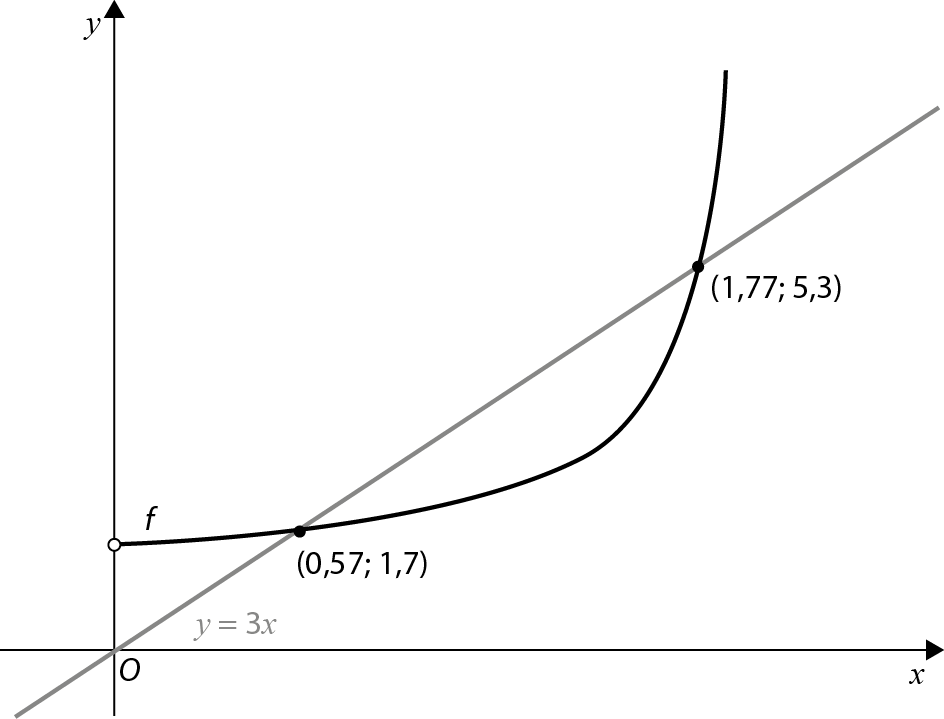 y
(1,77; 5,3)
f
(0,57; 1,7)
y = 3x
O
x